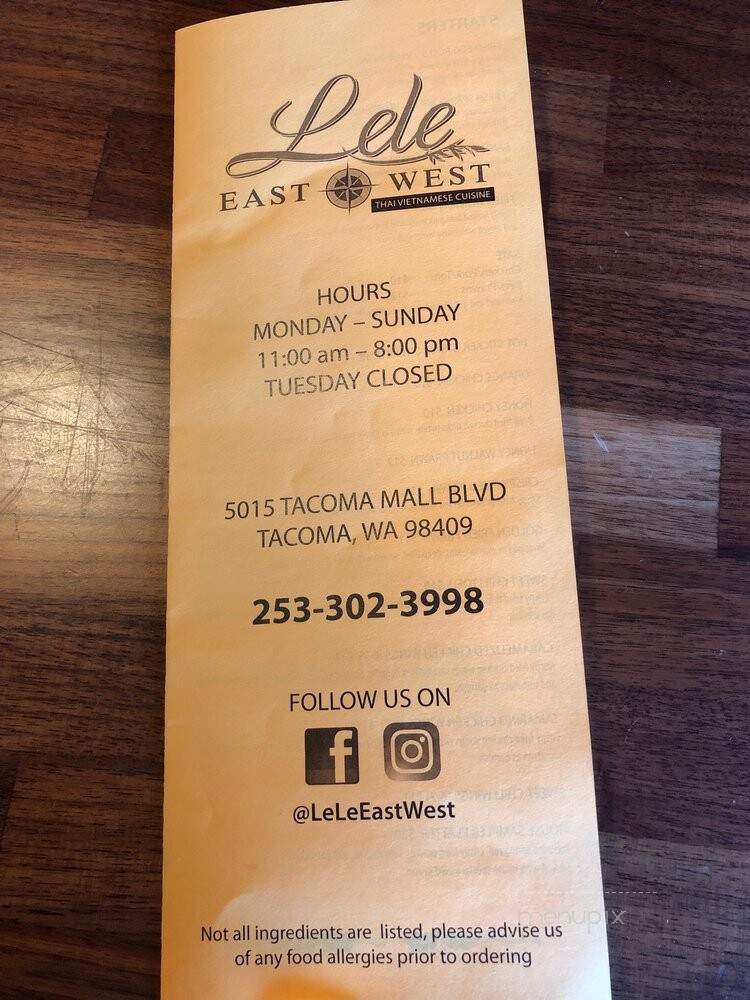 Lele
EAST WEST
THAI VIETNAMESE CUISINE
HOURS
MONDAY – SUNDAY
11:00 am – 8:00 pm
TUESDAY CLOSED
5015 TACOMA MALL BLVD
TACOMA, WA 98409
253-302-3998
FOLLOW US ON
@LeLeEastWest
menupix
Not all ingredients are listed, please advise us
of any food allergies prior to ordering